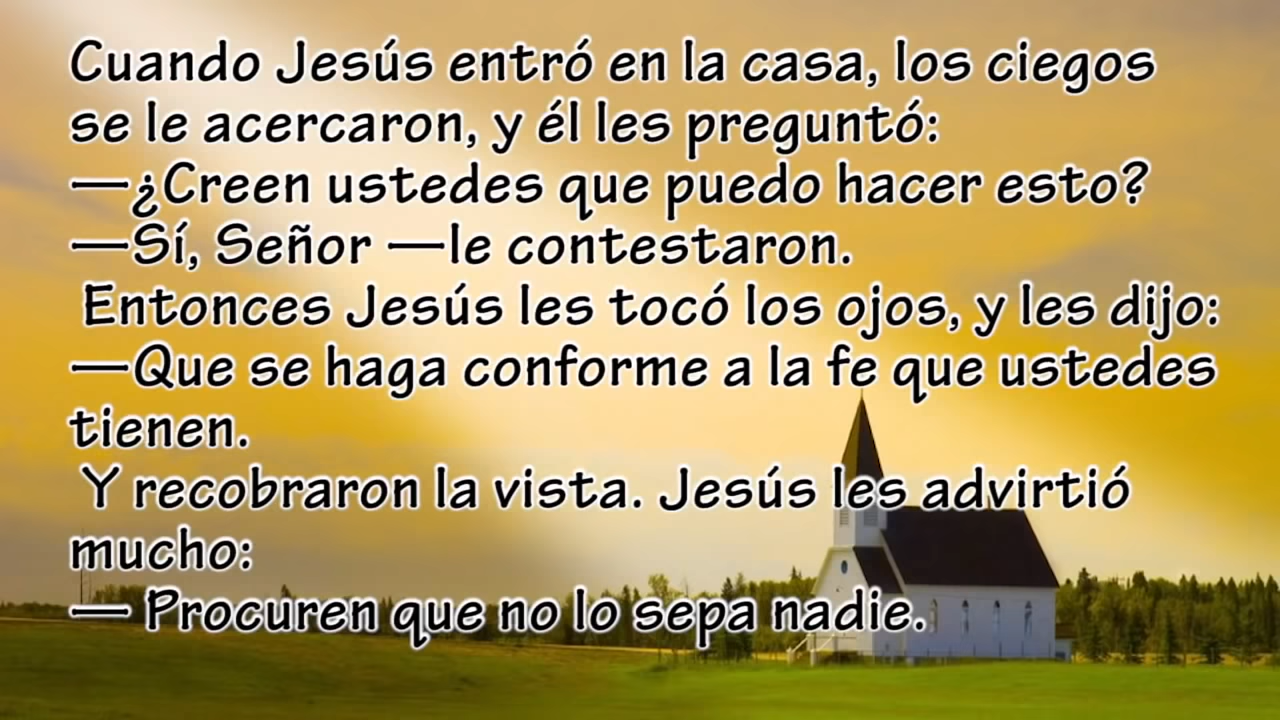 Cuando Jesús entró en la casa, los ciegos
se le acercaron, y él les preguntó:
—¿Creen ustedes que puedo hacer esto?
—Sí, Señor —le contestaron.
Entonces Jesús les tocó los ojos, y les dijo:
—Que se haga conforme a la fe que ustedes
tienen.
Y recobraron la vista. Jesús les advirtió
mucho:
— Procuren que no lo sepa nadie.